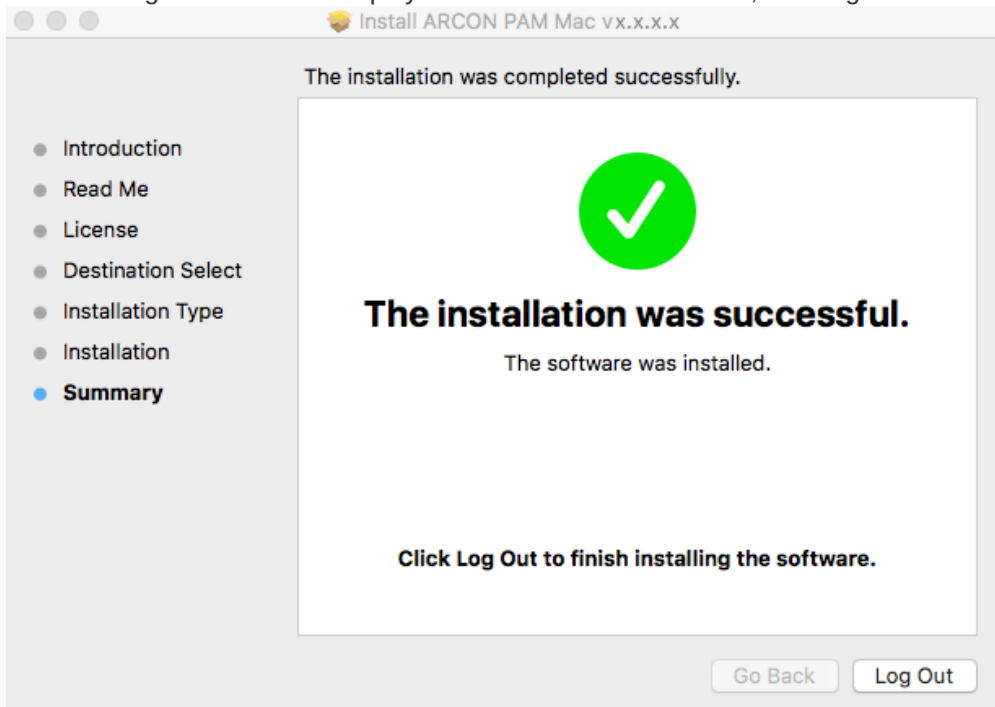 Install ARCON PAM Mac vx.x.x.x
The installation was completed successfully.
Introduction
Read Me
License
Destination Select
Installation Type
Installation
Summary
The installation was successful.
The software was installed.
Click Log Out to finish installing the software.
Go Back
Log Out